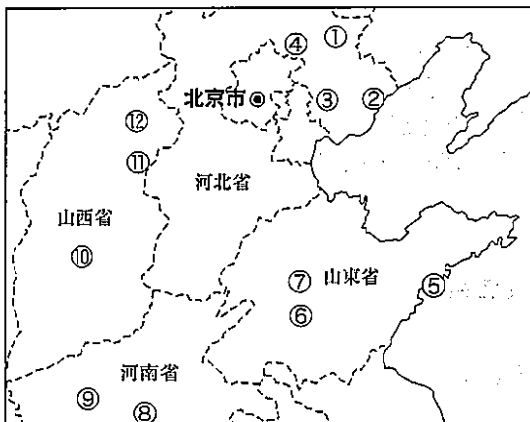 ①
④
北京市
③
②
⑫
⑪
河北省
山西省
⑩
⑦
山東省
⑤
⑥
河南省
⑨
⑧